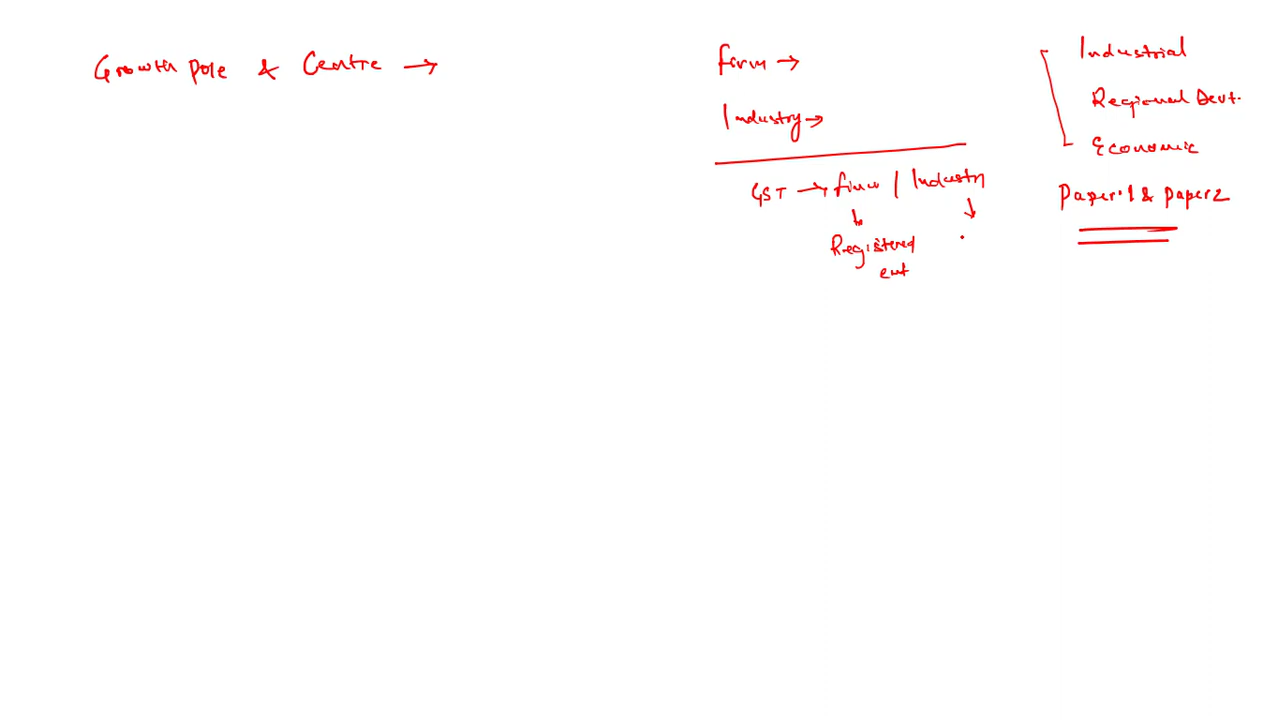 Growth pole & Centre →
Firm →
Industry →
GST → firm | Industry
↓ ↓
Registered
ent
Industrial
Regional Devt.
Economic
Paper-1 & Paper 2